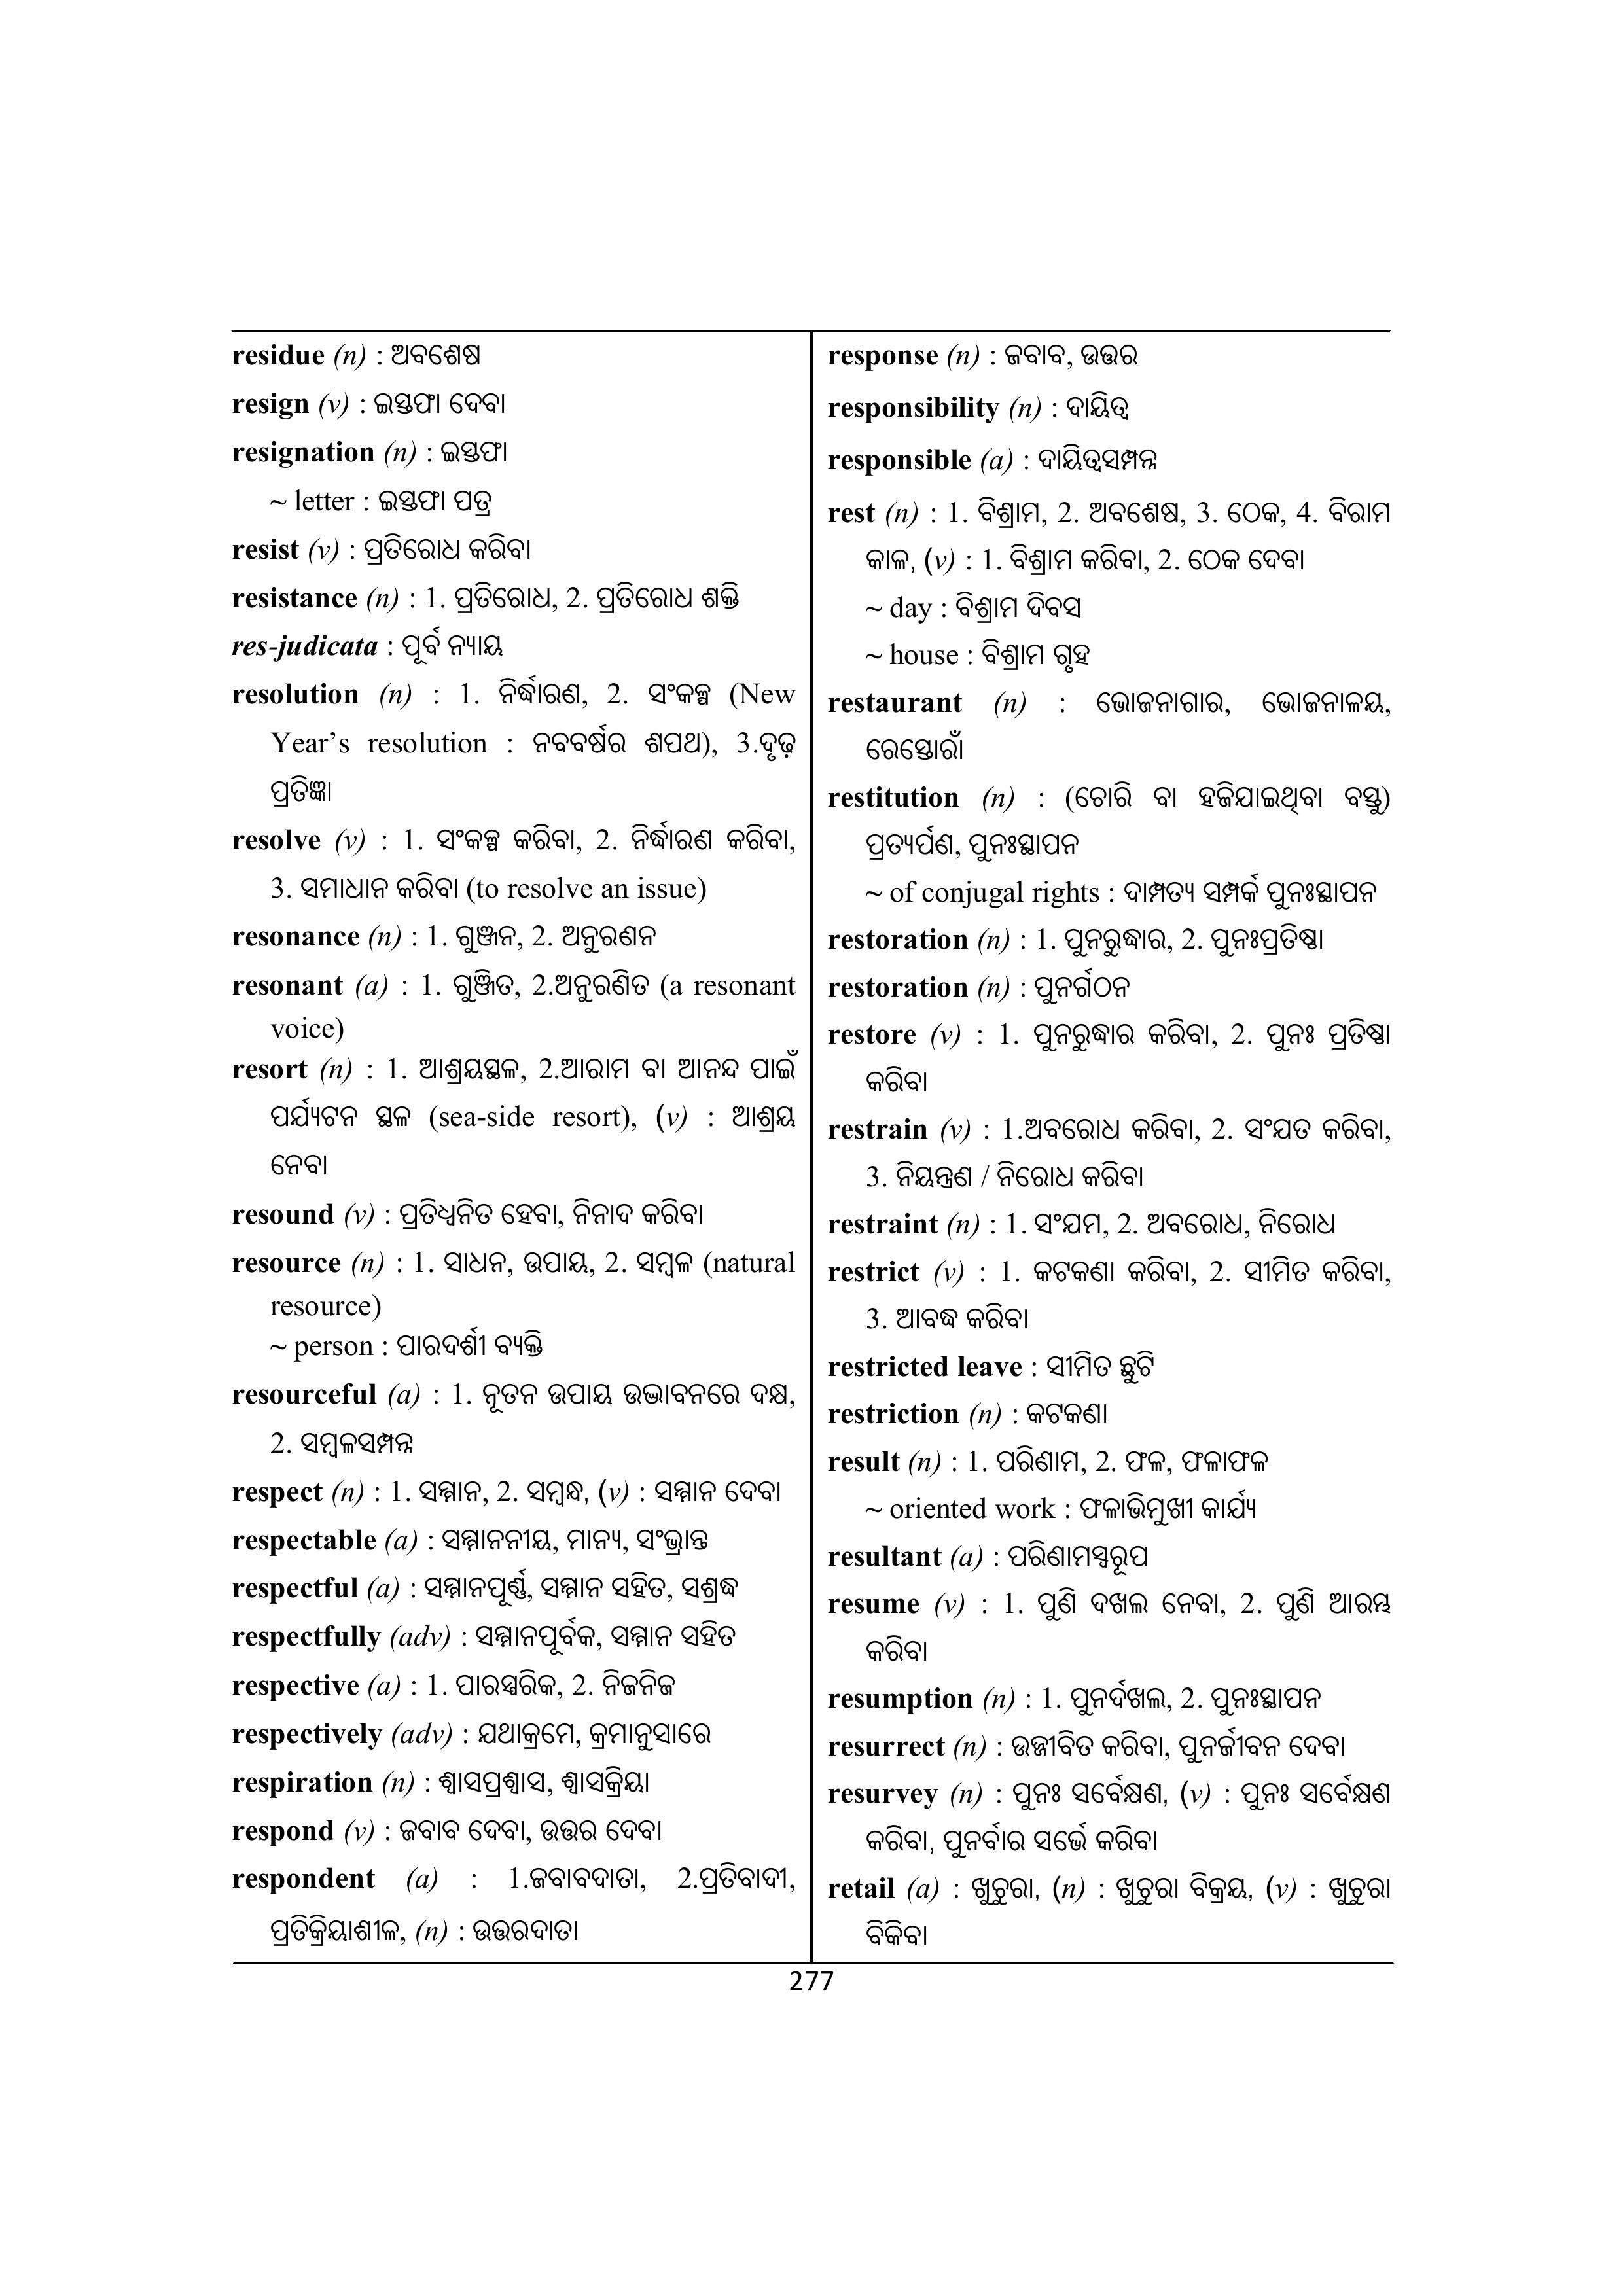 residue (n) : ଅବଶେଷ
resign (v) : ଇସ୍ତଫା ଦେବା
resignation (n) : ଇସ୍ତଫା
~ letter : ଇସ୍ତଫା ପତ୍ର
resist (v) : ପ୍ରତିରୋଧ କରିବା
resistance (n) : 1. ପ୍ରତିରୋଧ, 2. ପ୍ରତିରୋଧ ଶକ୍ତି
res-judicata : ପୂର୍ବ ନ୍ୟାୟ
resolution (n) : 1. ନିର୍ଦ୍ଧାରଣ, 2. ସଂକଳ୍ପ (New
Year’s resolution : ନବବର୍ଷର ଶପଥ), 3.ଦୃଢ଼
ପ୍ରତିଜ୍ଞା
resolve (v) : 1. ସଂକଳ୍ପ କରିବା, 2. ନିର୍ଦ୍ଧାରଣ କରିବା,
3. ସମାଧାନ କରିବା (to resolve an issue)
resonance (n) : 1. ଗୁଞ୍ଜନ, 2. ଅନୁରଣନ
resonant (a) : 1. ଗୁଞ୍ଜିତ, 2.ଅନୁରଣିତ (a resonant
voice)
resort (n) : 1. ଆଶ୍ରୟସ୍ଥଳ, 2.ଆରାମ ବା ଆନନ୍ଦ ପାଇଁ
ପର୍ଯ୍ୟଟନ ସ୍ଥଳ (sea-side resort), (v) : ଆଶ୍ରୟ
ନେବା
resound (v) : ପ୍ରତିଧ୍ୱନିତ ହେବା, ନିନାଦ କରିବା
resource (n) : 1. ସାଧନ, ଉପାୟ, 2. ସମ୍ବଳ (natural
resource)
~ person : ପାରଦର୍ଶୀ ବ୍ୟକ୍ତି
resourceful (a) : 1. ନୂତନ ଉପାୟ ଉଦ୍ଭାବନରେ ଦକ୍ଷ,
2. ସମ୍ବଳସମ୍ପନ୍ନ
respect (n) : 1. ସମ୍ମାନ, 2. ସମ୍ବନ୍ଧ, (v) : ସମ୍ମାନ ଦେବା
respectable (a) : ସମ୍ମାନନୀୟ, ମାନ୍ୟ, ସଂଭ୍ରାନ୍ତ
respectful (a) : ସମ୍ମାନପୂର୍ଣ୍ଣ, ସମ୍ମାନ ସହିତ, ସଶ୍ରଦ୍ଧ
respectfully (adv) : ସମ୍ମାନପୂର୍ବକ, ସମ୍ମାନ ସହିତ
respective (a) : 1. ପାରସ୍ପରିକ, 2. ନିଜନିଜ
respectively (adv) : ଯଥାକ୍ରମେ, କ୍ରମାନୁସାରେ
respiration (n) : ଶ୍ୱାସପ୍ରଶ୍ୱାସ, ଶ୍ୱାସକ୍ରିୟା
respond (v) : ଜବାବ ଦେବା, ଉତ୍ତର ଦେବା
respondent (a) : 1.ଜବାବଦାତା, 2.ପ୍ରତିବାଦୀ,
ପ୍ରତିକ୍ରିୟାଶୀଳ, (n) : ଉତ୍ତରଦାତା
response (n) : ଜବାବ, ଉତ୍ତର
responsibility (n) : ଦାୟିତ୍ୱ
responsible (a) : ଦାୟିତ୍ୱସମ୍ପନ୍ନ
rest (n) : 1. ବିଶ୍ରାମ, 2. ଅବଶେଷ, 3. ଠେକ, 4. ବିରାମ
କାଳ, (v) : 1. ବିଶ୍ରାମ କରିବା, 2. ଠେକ ଦେବା
~ day : ବିଶ୍ରାମ ଦିବସ
~ house : ବିଶ୍ରାମ ଗୃହ
restaurant (n) : ଭୋଜନାଗାର, ଭୋଜନାଳୟ,
ରେସ୍ତୋରାଁ
restitution (n) : (ଚୋରି ବା ହଜିଯାଇଥିବା ବସ୍ତୁ)
ପ୍ରତ୍ୟର୍ପଣ, ପୁନଃସ୍ଥାପନ
~ of conjugal rights : ଦାମ୍ପତ୍ୟ ସମ୍ପର୍କ ପୁନଃସ୍ଥାପନ
restoration (n) : 1. ପୁନରୁଦ୍ଧାର, 2. ପୁନଃପ୍ରତିଷ୍ଠା
restoration (n) : ପୁନର୍ଗଠନ
restore (v) : 1. ପୁନରୁଦ୍ଧାର କରିବା, 2. ପୁନଃ ପ୍ରତିଷ୍ଠା
କରିବା
restrain (v) : 1.ଅବରୋଧ କରିବା, 2. ସଂଯତ କରିବା,
3. ନିୟନ୍ତ୍ରଣ / ନିରୋଧ କରିବା
restraint (n) : 1. ସଂଯମ, 2. ଅବରୋଧ, ନିରୋଧ
restrict (v) : 1. କଟକଣା କରିବା, 2. ସୀମିତ କରିବା,
3. ଆବଦ୍ଧ କରିବା
restricted leave : ସୀମିତ ଛୁଟି
restriction (n) : କଟକଣା
result (n) : 1. ପରିଣାମ, 2. ଫଳ, ଫଳାଫଳ
~ oriented work : ଫଳାଭିମୁଖୀ କାର୍ଯ୍ୟ
resultant (a) : ପରିଣାମସ୍ୱରୂପ
resume (v) : 1. ପୁଣି ଦଖଲ ନେବା, 2. ପୁଣି ଆରମ୍ଭ
କରିବା
resumption (n) : 1. ପୁନର୍ଦଖଲ, 2. ପୁନଃସ୍ଥାପନ
resurrect (n) : ଉଜ୍ଜୀବିତ କରିବା, ପୁନର୍ଜୀବନ ଦେବା
resurvey (n) : ପୁନଃ ସର୍ବେକ୍ଷଣ, (v) : ପୁନଃ ସର୍ବେକ୍ଷଣ
କରିବା, ପୁନର୍ବାର ସର୍ଭେ କରିବା
retail (a) : ଖୁଚୁରା, (n) : ଖୁଚୁରା ବିକ୍ରୟ, (v) : ଖୁଚୁରା
ବିକିବା
277